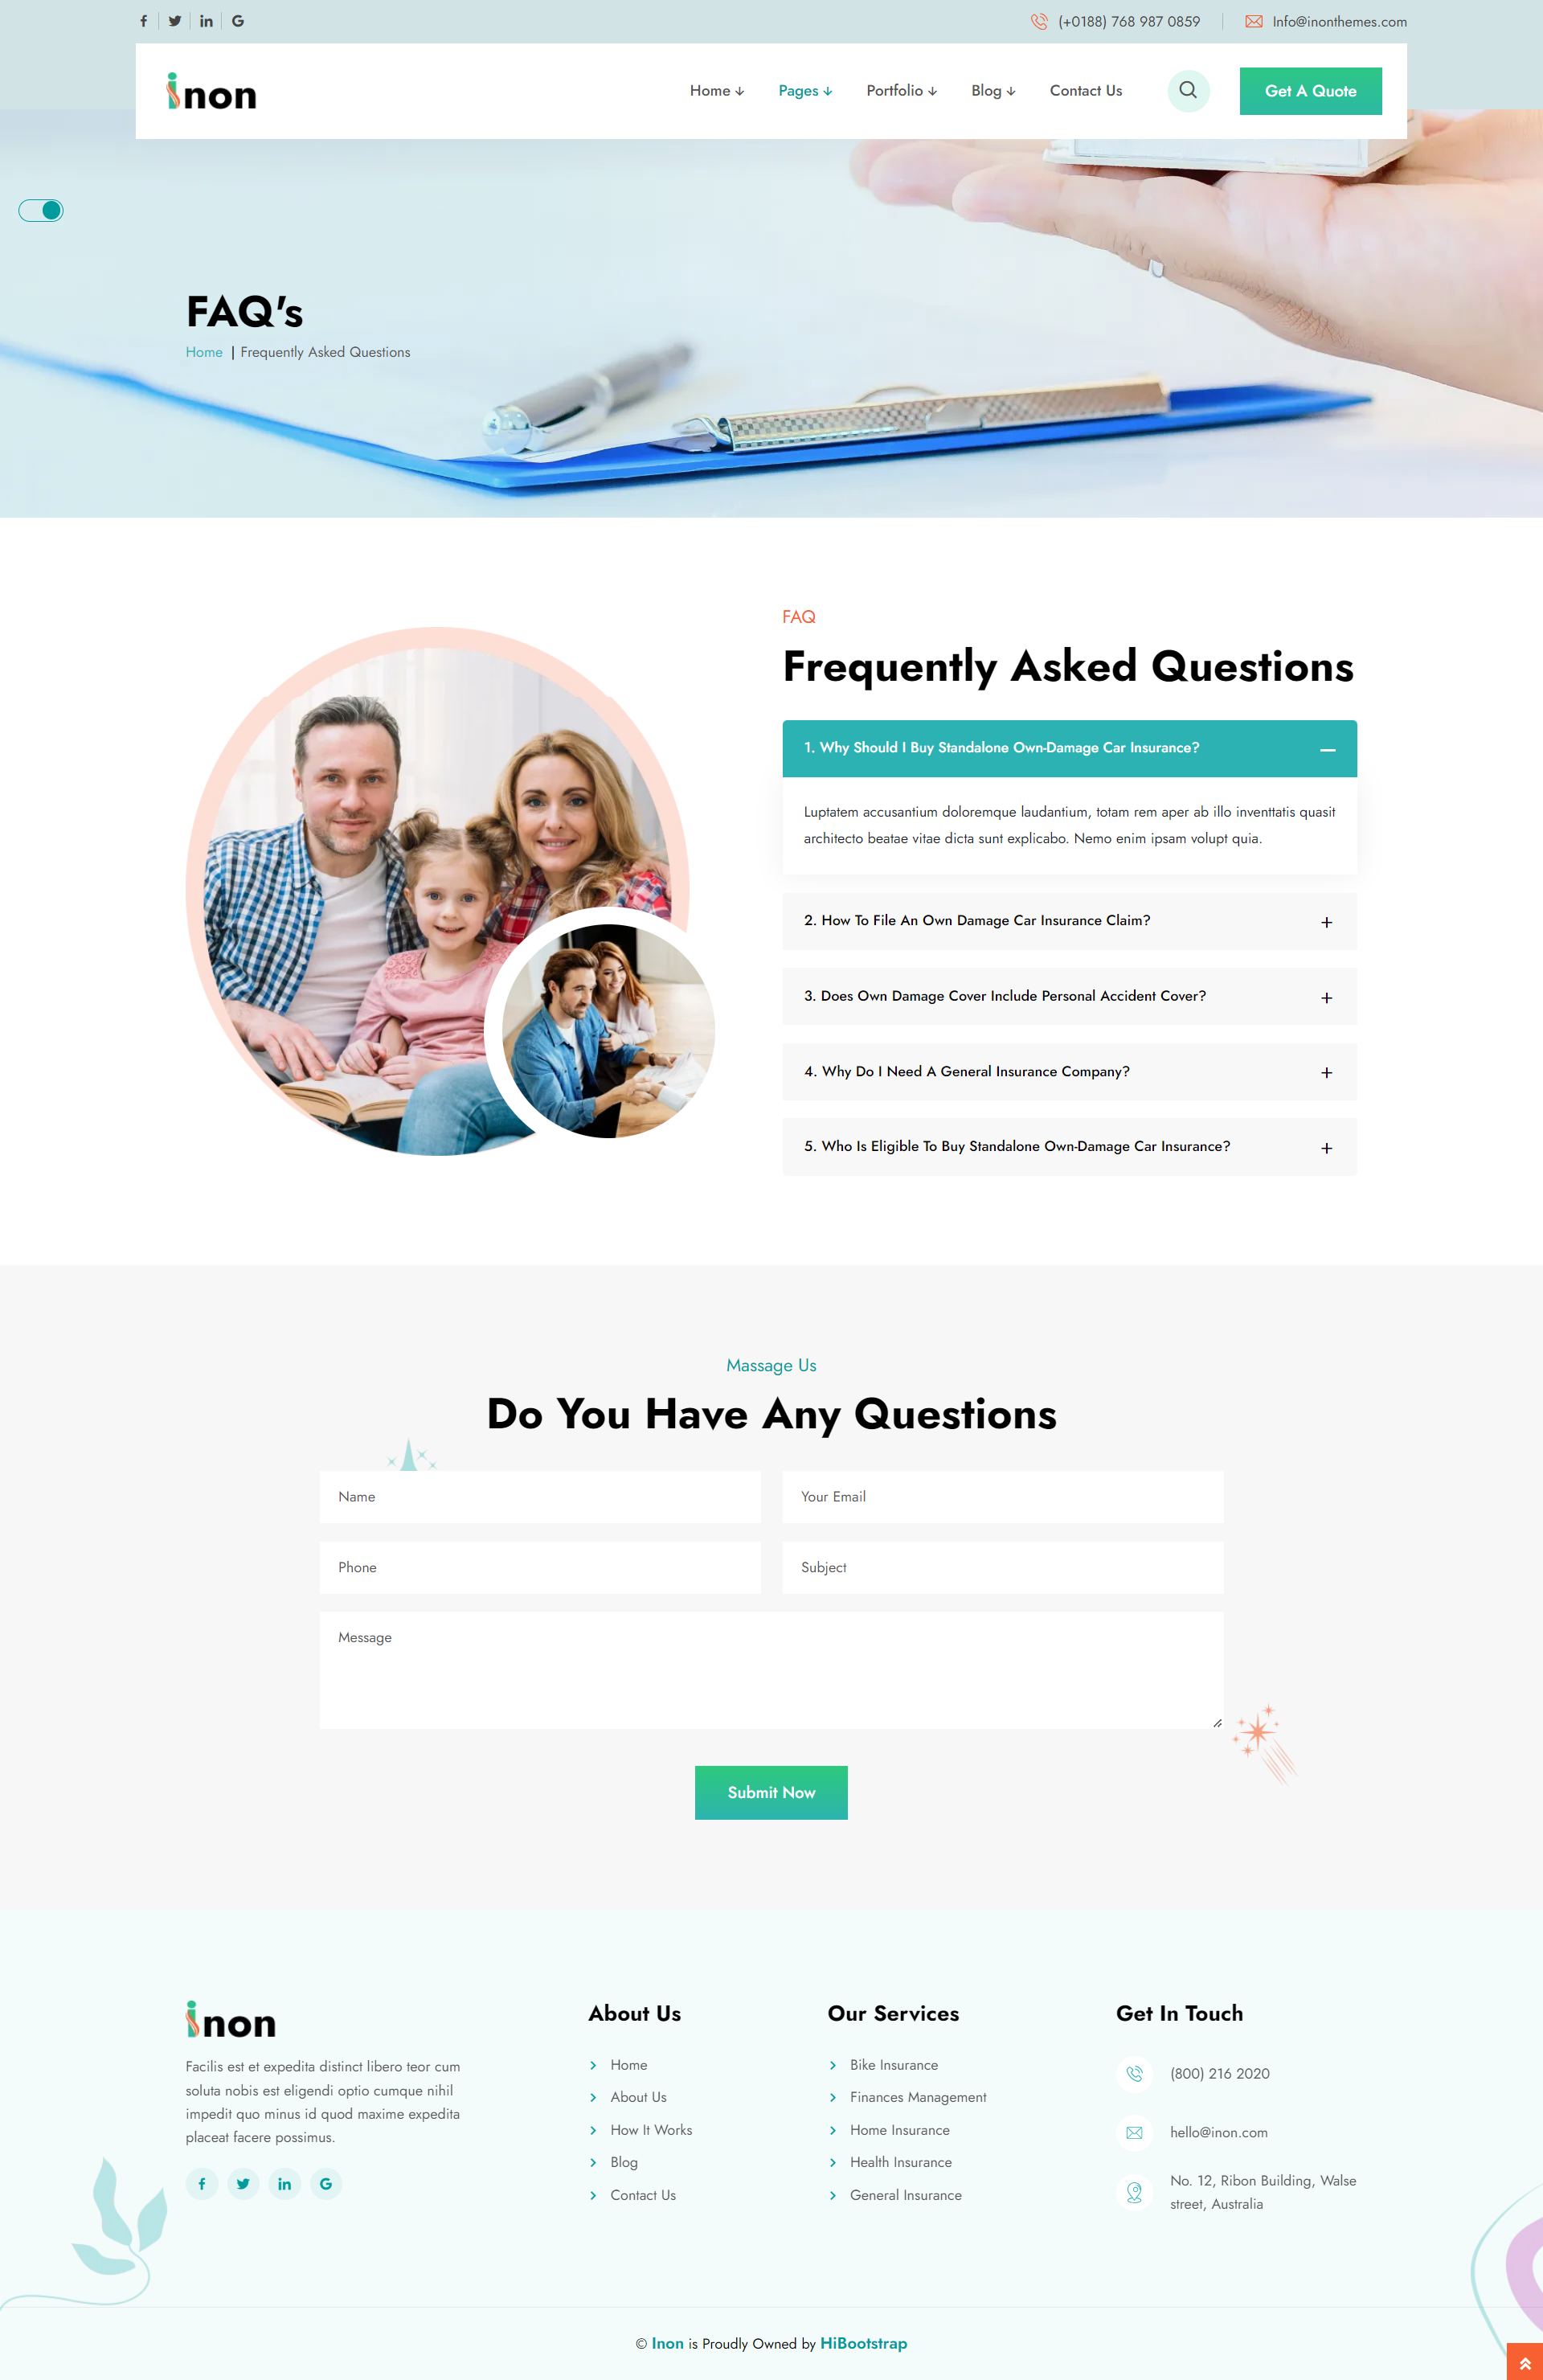 (+0188) 768 987 0859
Info@inonthemes.com
inon
Home
Pages
Portfolio
Blog
Contact Us
Get A Quote
FAQ's
Home | Frequently Asked Questions
FAQ
Frequently Asked Questions
1. Why Should I Buy Standalone Own-Damage Car Insurance?
Luptatem accusantium doloremque laudantium, totam rem aper ab illo inventtatis quasit
architecto beatae vitae dicta sunt explicabo. Nemo enim ipsam volupt quia.
2. How To File An Own Damage Car Insurance Claim?
3. Does Own Damage Cover Include Personal Accident Cover?
4. Why Do I Need A General Insurance Company?
5. Who Is Eligible To Buy Standalone Own-Damage Car Insurance?
Massage Us
Do You Have Any Questions
Name
Your Email
Phone
Subject
Message
Submit Now
inon
Facilis est et expedita distinct libero teor cum
soluta nobis est eligendi optio cumque nihil
impedit quo minus id quod maxime expedita
placeat facere possimus.
About Us
Home
About Us
How It Works
Blog
Contact Us
Our Services
Bike Insurance
Finances Management
Home Insurance
Health Insurance
General Insurance
Get In Touch
(800) 216 2020
hello@inon.com
No. 12, Ribon Building, Walse
street, Australia
© Inon is Proudly Owned by HiBootstrap